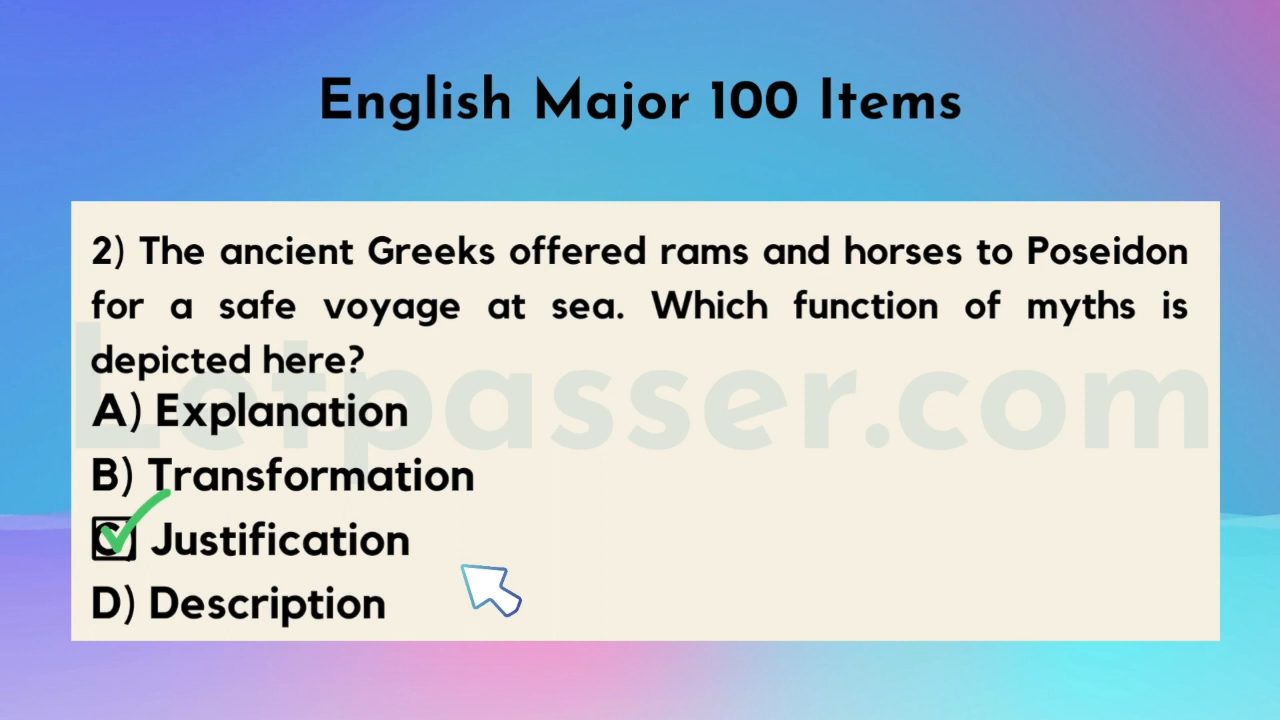 English Major 100 Items
2) The ancient Greeks offered rams and horses to Poseidon
for a safe voyage at sea. Which function of myths is
depicted here?
A) Explanation
Letpasser.com
B) Transformation
C) Justification
D) Description